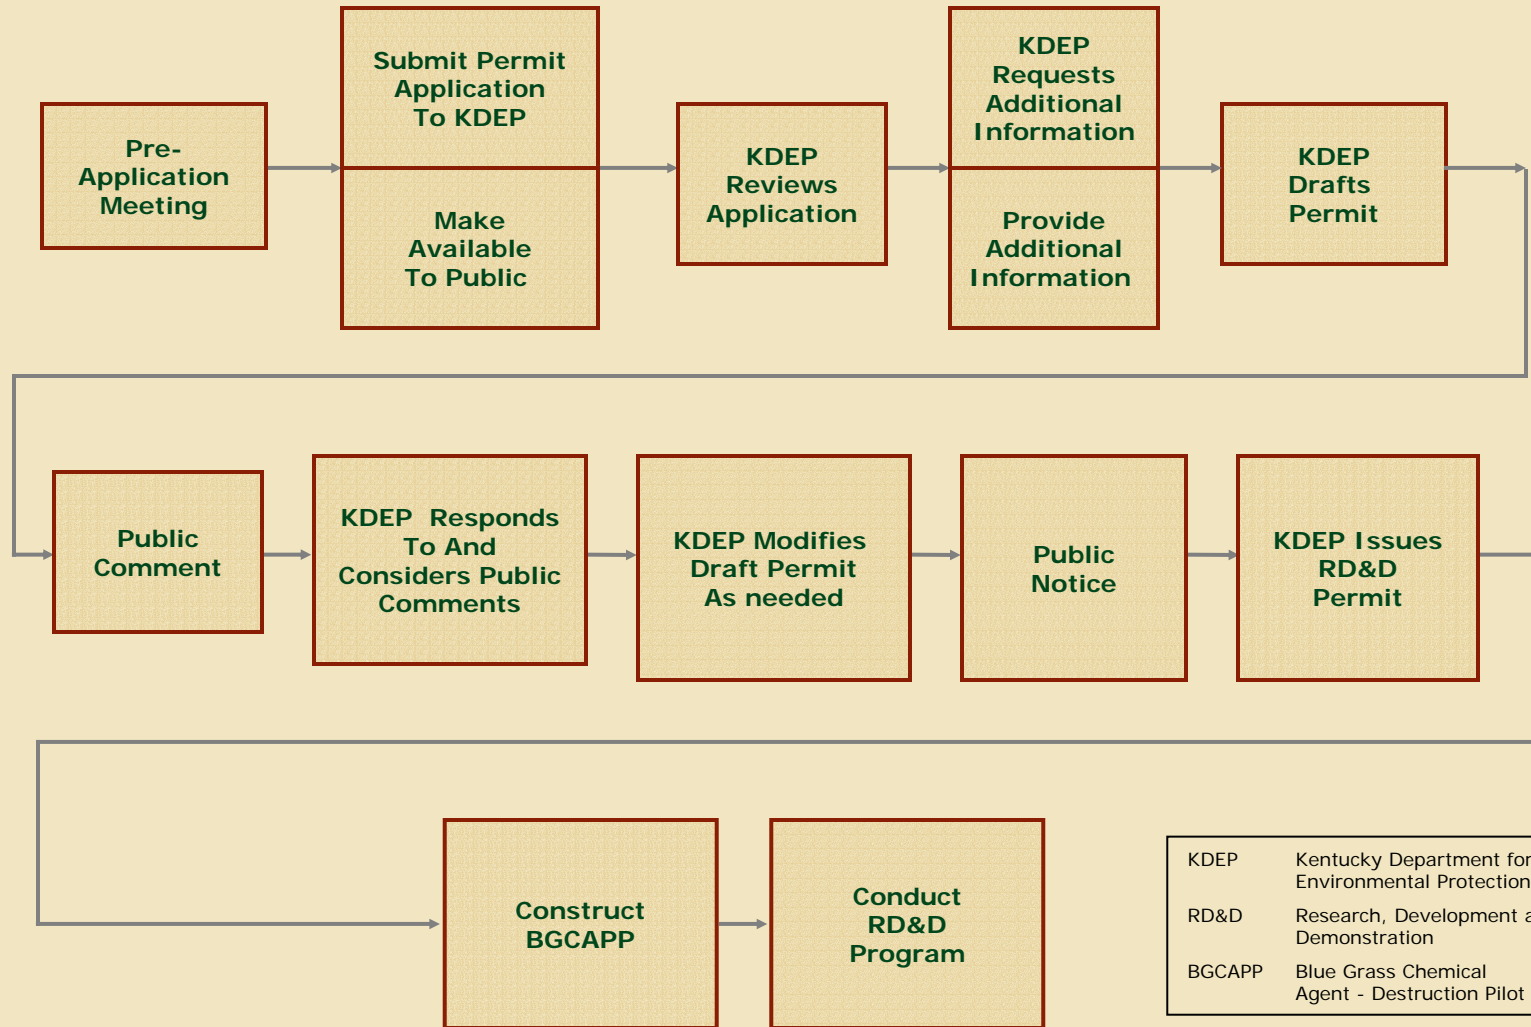 Pre-
Application
Meeting
Submit Permit
Application
To KDEP
Make
Available
To Public
KDEP
Reviews
Application
KDEP
Requests
Additional
Information
Provide
Additional
Information
KDEP
Drafts
Permit
Public
Comment
KDEP Responds
To And
Considers Public
Comments
KDEP Modifies
Draft Permit
As needed
Public
Notice
KDEP Issues
RD&D
Permit
Construct
BGCAPP
Conduct
RD&D
Program
KDEP Kentucky Department for
Environmental Protection
RD&D Research, Development
Demonstration
BGCAPP Blue Grass Chemical
Agent - Destruction Pilot